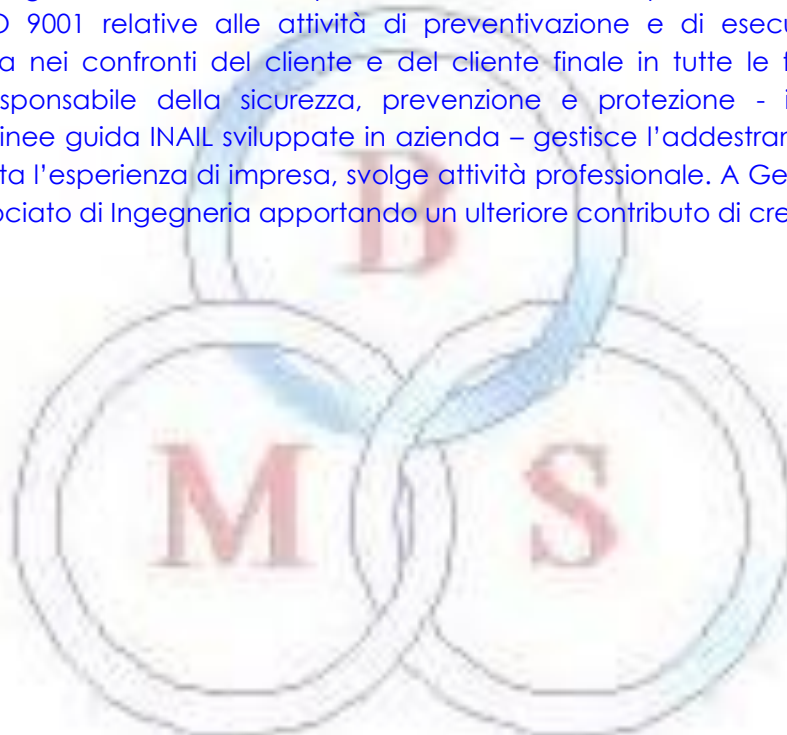 O 9001 relative alle attività di preventivazione e di esecu
a nei confronti del cliente e del cliente finale in tutte le f
sponsabile della sicurezza, prevenzione e protezione - i
inee guida INAIL sviluppate in azienda – gestisce l'addestrar
ta l'esperienza di impresa, svolge attività professionale. A Ge
ociato di Ingegneria apportando un ulteriore contributo di cre
B
M S